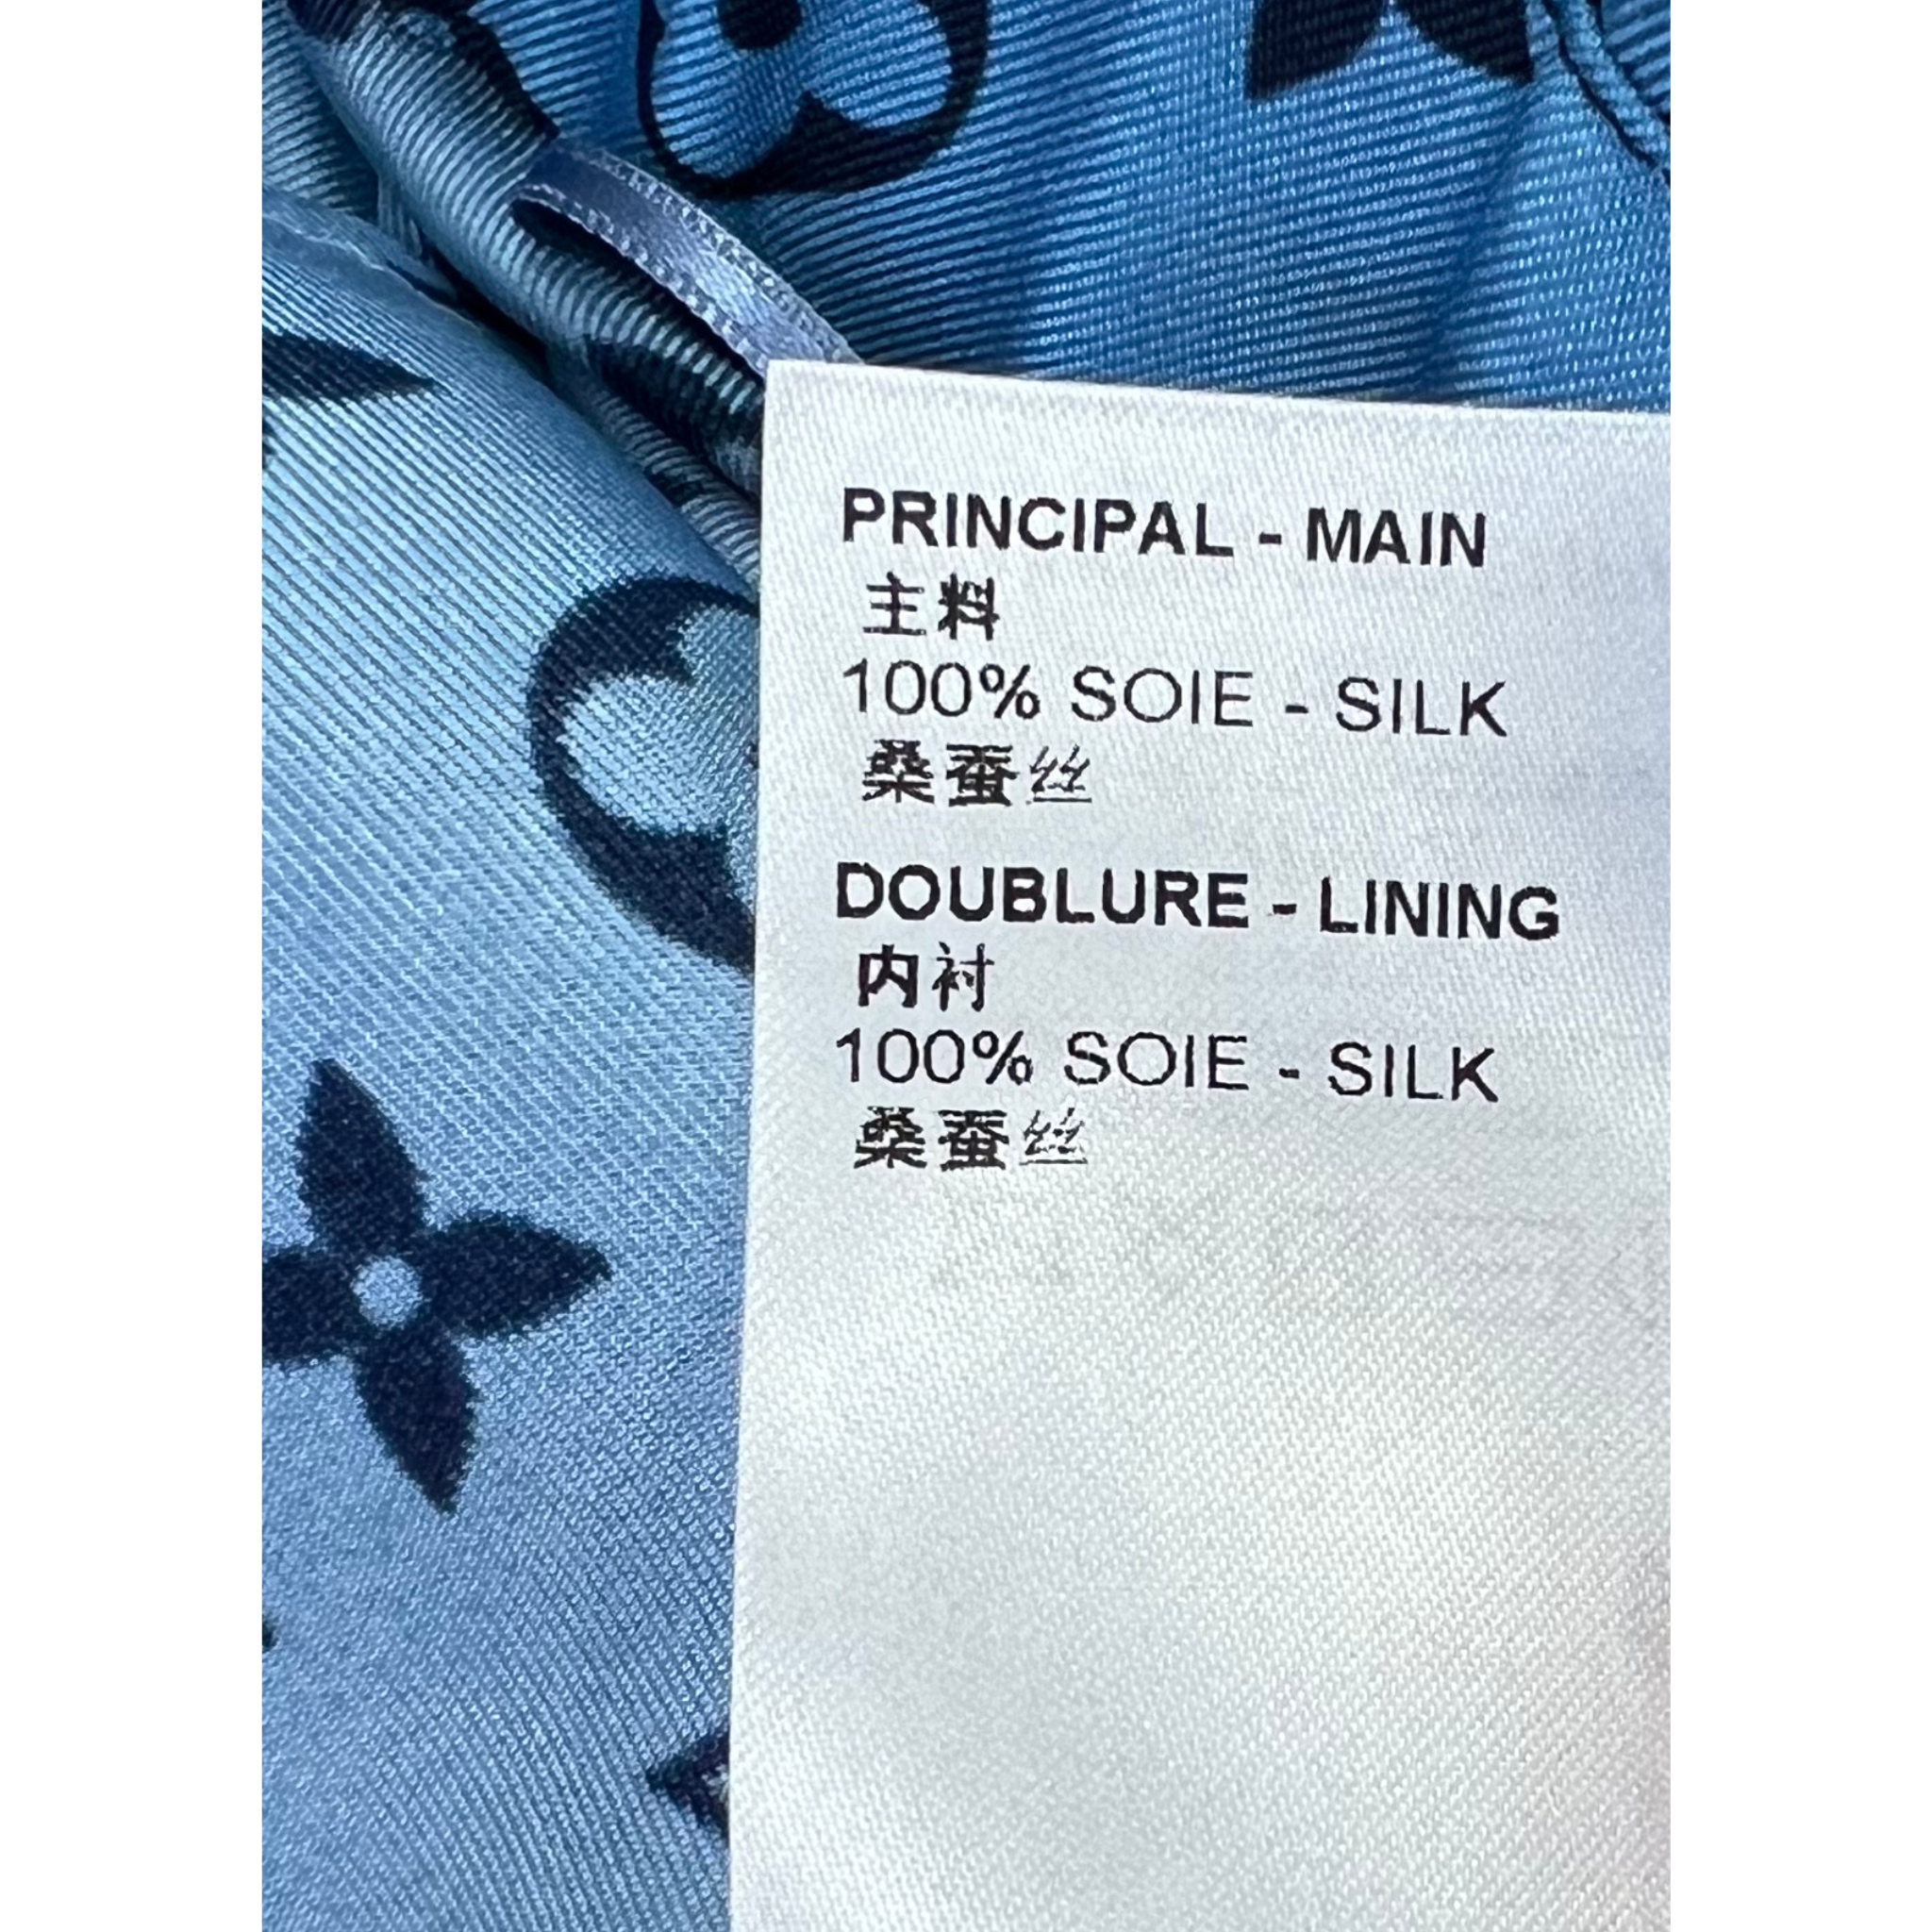 PRINCIPAL - MAIN
主料
100% SOIE - SILK
桑蚕丝
DOUBLURE - LINING
内衬
100% SOIE - SILK
桑蚕丝